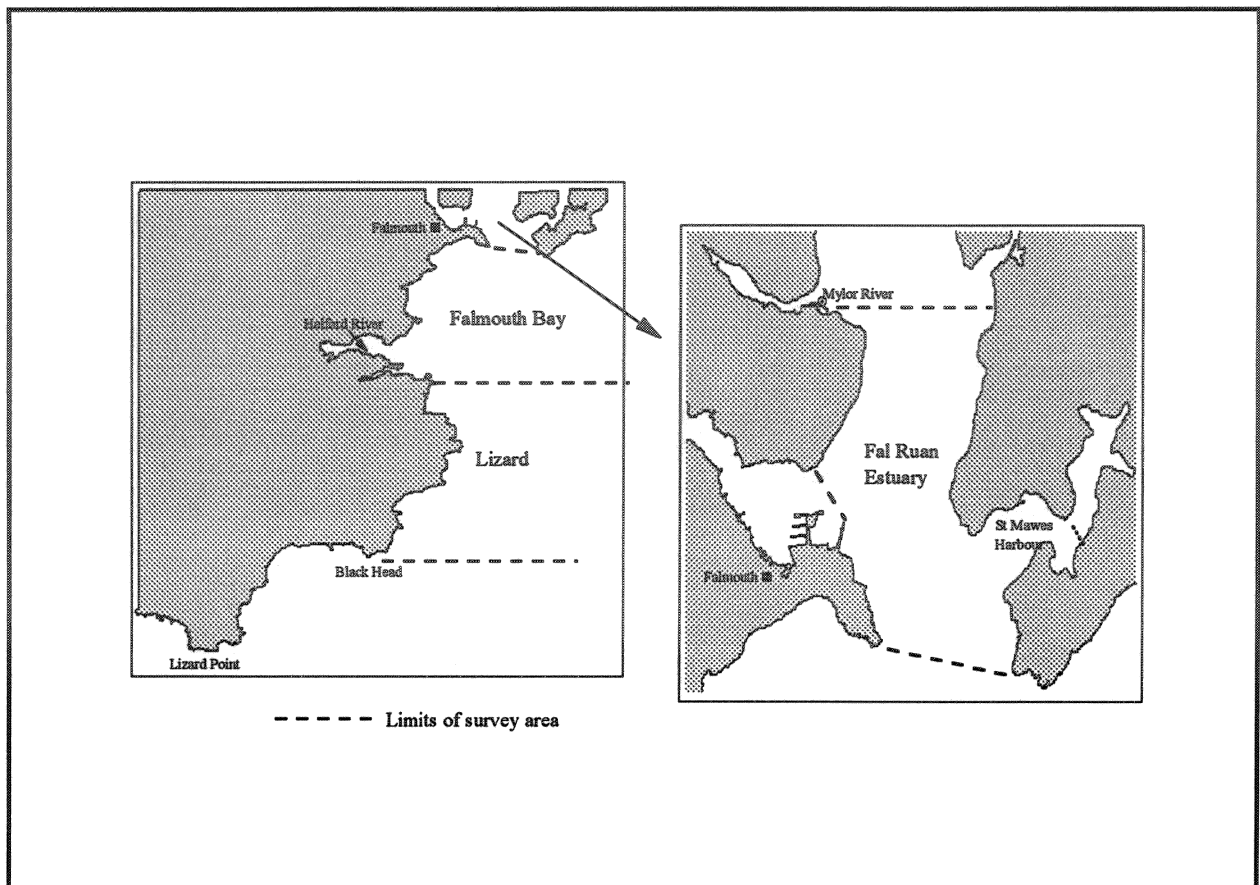 Falmouth
Falmouth Bay
Helford River
Lizard
Black Head
Lizard Point
Mylor River
Fal Ruan
Estuary
St Mawes
Harbour
Falmouth
Limits of survey area